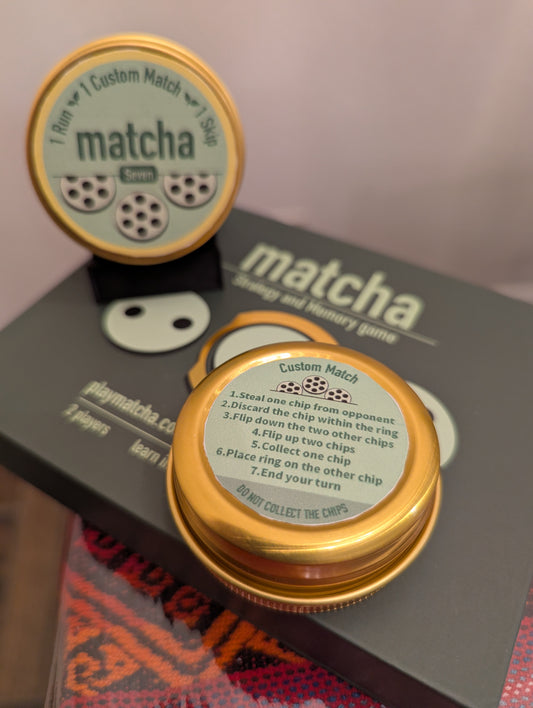 1 Run 1 Custom Match 1 Skip
matcha
Seven
matcha
Strategy and Memory game
playmatcha.co
2 players
learn
Custom Match
1.Steal one chip from opponent
2.Discard the chip within the ring
3.Flip down the two other chips
4.Flip up two chips
5.Collect one chip
6.Place ring on the other chip
7.End your turn
DO NOT COLLECT THE CHIPS